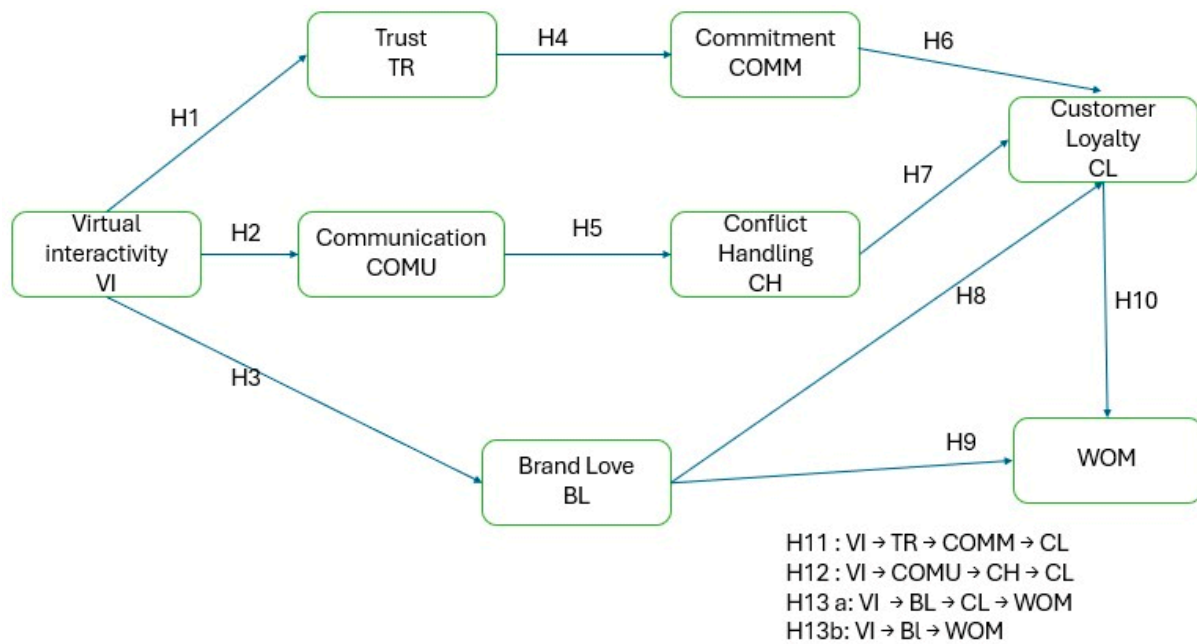 Trust
TR
H4
Commitment
COMM
H6
Customer
Loyalty
CL
H1
H7
Virtual
interactivity
VI
H2
Communication
COMU
H5
Conflict
Handling
CH
H8
H10
H3
Brand Love
BL
H9
WOM
H11 : VI → TR → COMM → CL
H12 : VI → COMU → CH → CL
H13 a: VI → BL → CL → WOM
H13b: VI → Bl → WOM